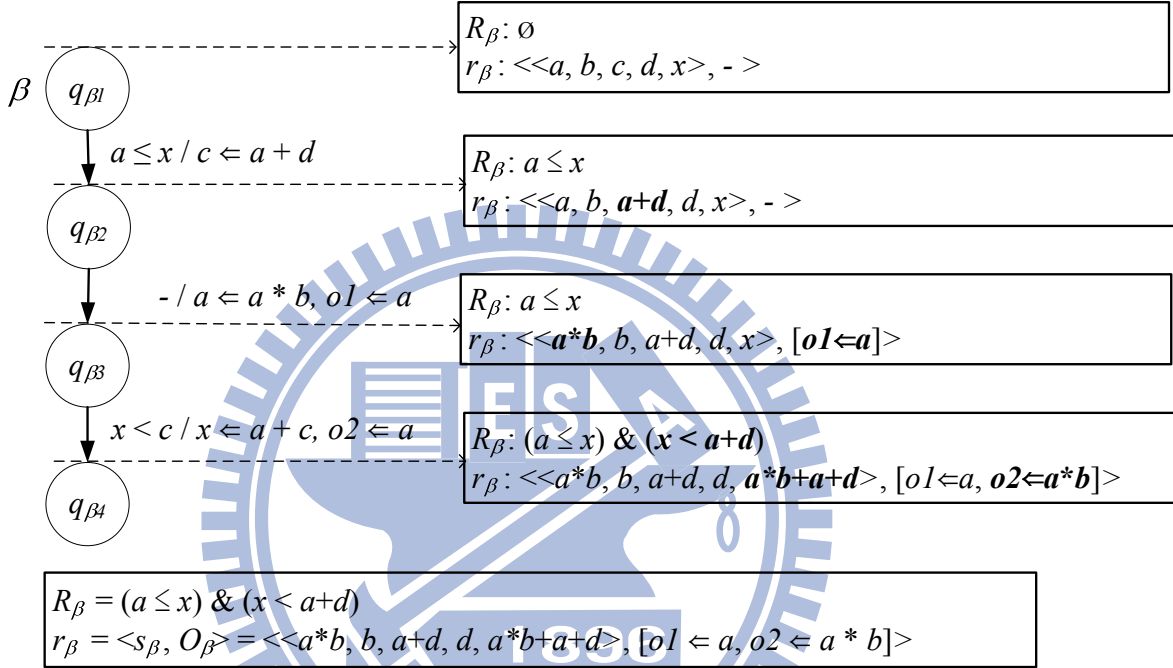 R_β: ø
r_β: <<a, b, c, d, x>, - >
β
q_β1
a ≤ x / c ⇐ a + d
R_β: a ≤ x
r_β: <<a, b, a+d, d, x>, - >
q_β2
- / a ⇐ a * b, o1 ⇐ a
R_β: a ≤ x
r_β: <<a*b, b, a+d, d, x>, [o1⇐a]>
q_β3
x < c / x ⇐ a + c, o2 ⇐ a
R_β: (a ≤ x) & (x < a+d)
r_β: <<a*b, b, a+d, d, a*b+a+d>, [o1⇐a, o2⇐a*b]>
q_β4
R_β = (a ≤ x) & (x < a+d)
r_β = <s_β, O_β> = <<a*b, b, a+d, d, a*b+a+d>, [o1 ⇐ a, o2 ⇐ a * b]>
E S A
1896